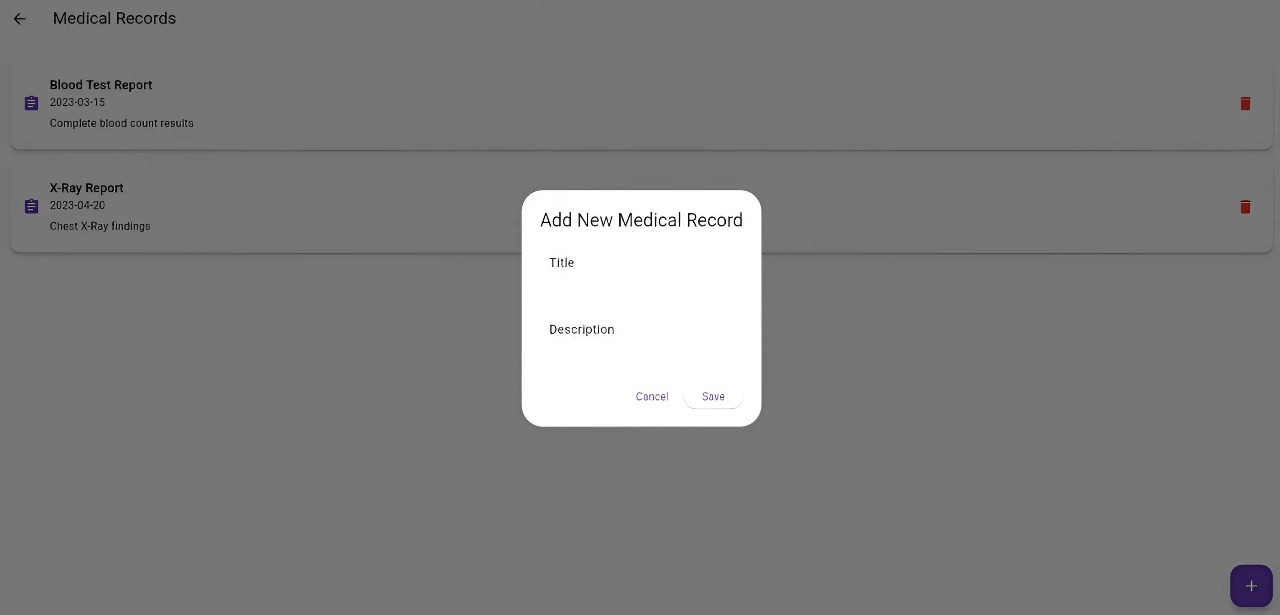 Medical Records
Blood Test Report
2023-03-15
Complete blood count results
X-Ray Report
2023-04-20
Chest X-Ray findings
Add New Medical Record
Title
Description
Cancel
Save